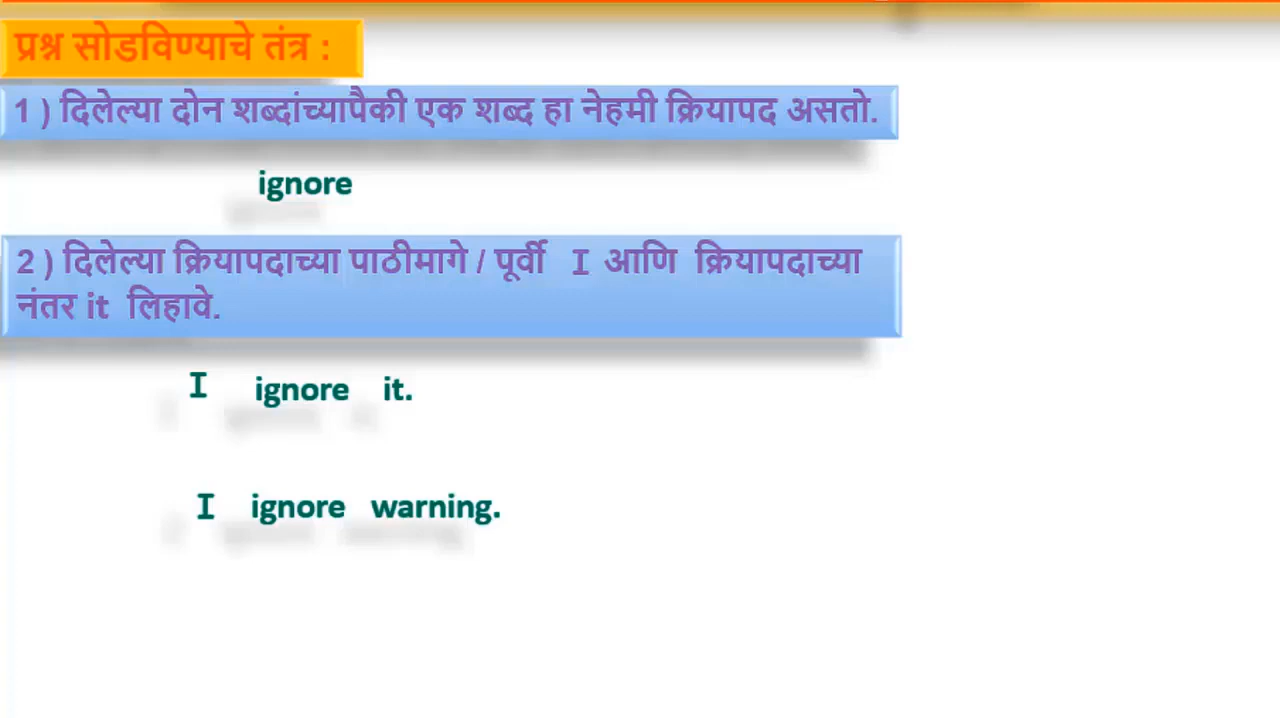 प्रश्न सोडविण्याचे तंत्र :
1 ) दिलेल्या दोन शब्दांच्यापैकी एक शब्द हा नेहमी क्रियापद असतो.
ignore
2 ) दिलेल्या क्रियापदाच्या पाठीमागे / पूर्वी I आणि क्रियापदाच्या
नंतर it लिहावे.
I ignore it.
I ignore warning.